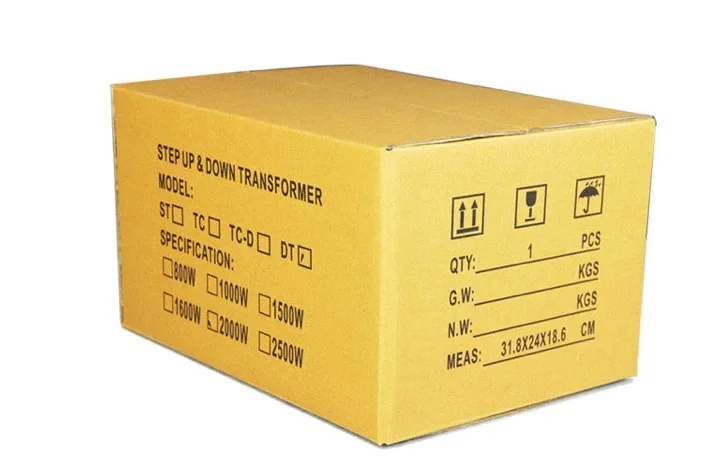 STEP UP & DOWN TRANSFORMER
MODEL:
ST☐ TC☐ TC-D☐ DT☑
SPECIFICATION:
☐800W ☐1000W ☐1500W
☐1600W ☑2000W ☐2500W
QTY: 1 PCS
G.W: KGS
N.W: KGS
MEAS: 31.8X24X18.6 CM